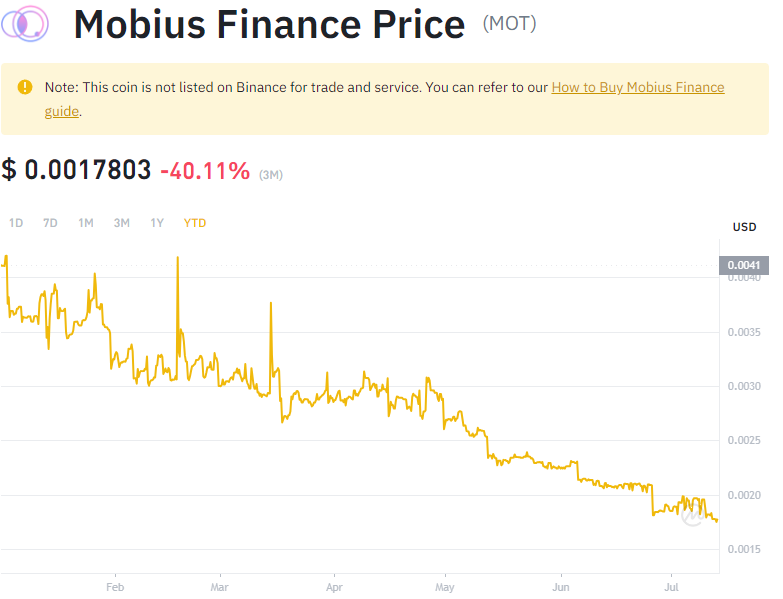 Mobius Finance Price (MOT)
Note: This coin is not listed on Binance for trade and service. You can refer to our How to Buy Mobius Finance
guide.
$ 0.0017803 -40.11% (3M)
1D 7D 1M 3M 1Y YTD
USD
0.0041
0.0040
0.0035
0.0030
0.0025
0.0020
0.0015
Feb Mar Apr May Jun Jul